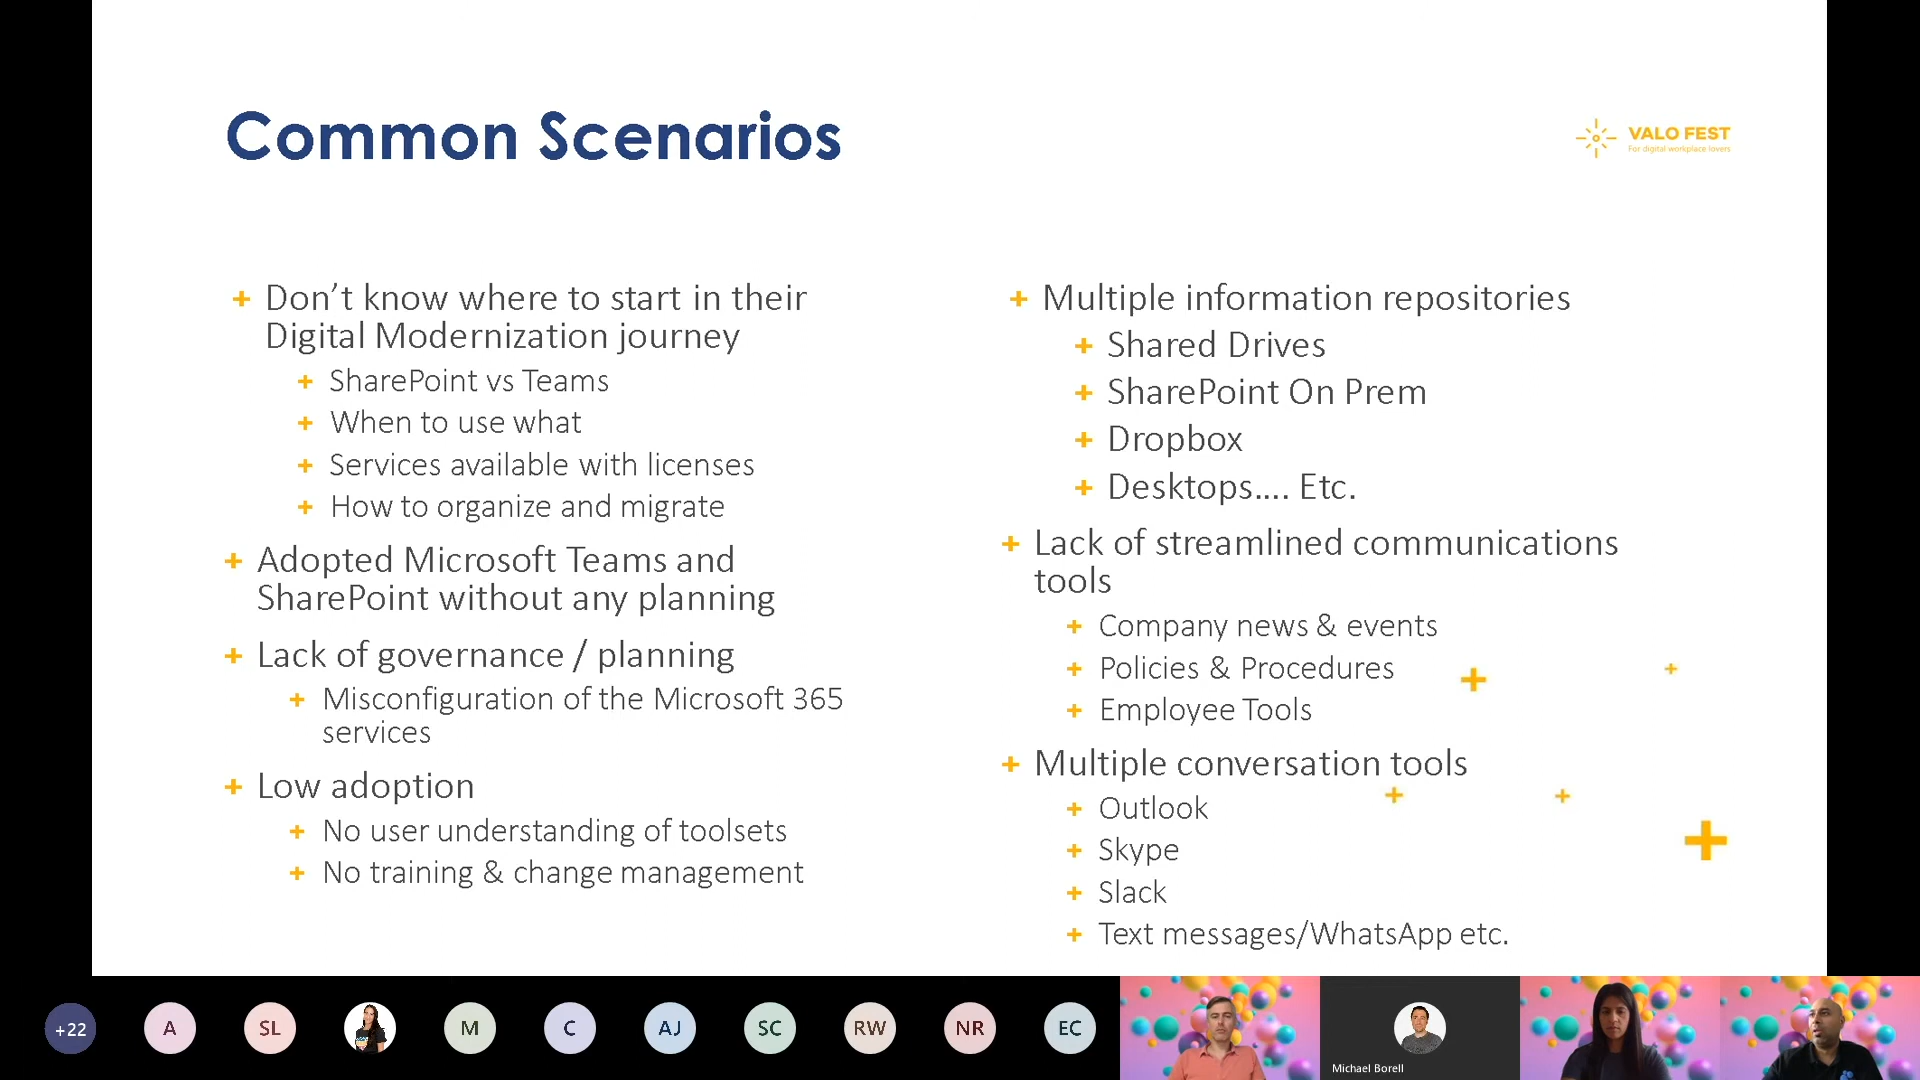 Common Scenarios
VALO FEST
For digital workplace lovers
Don’t know where to start in their
Digital Modernization journey
SharePoint vs Teams
When to use what
Services available with licenses
How to organize and migrate
Adopted Microsoft Teams and
SharePoint without any planning
Lack of governance / planning
Misconfiguration of the Microsoft 365
services
Low adoption
No user understanding of toolsets
No training & change management
Multiple information repositories
Shared Drives
SharePoint On Prem
Dropbox
Desktops.... Etc.
Lack of streamlined communications
tools
Company news & events
Policies & Procedures
Employee Tools
Multiple conversation tools
Outlook
Skype
Slack
Text messages/WhatsApp etc.
+22
A
SL
M
C
AJ
SC
RW
NR
EC
Michael Borell